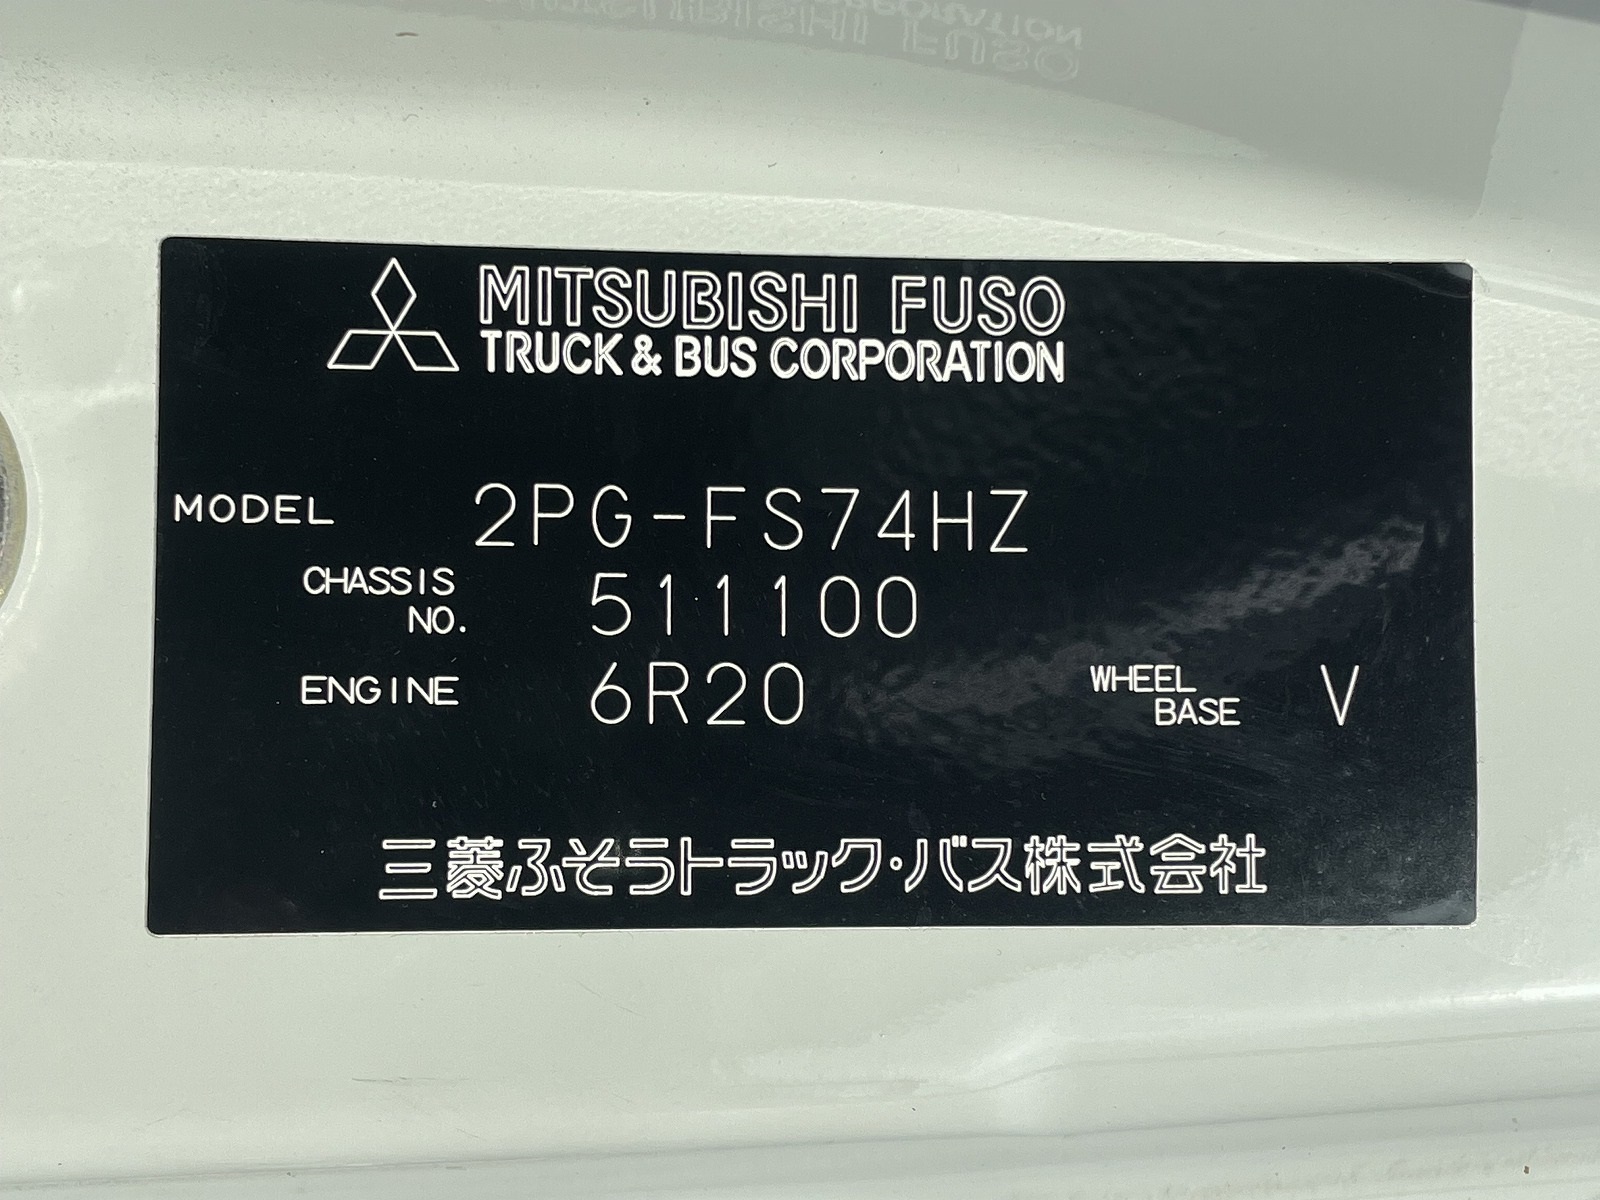 MITSUBISHI FUSO
TRUCK & BUS CORPORATION
MODEL 2PG-FS74HZ
CHASSIS NO. 511100
ENGINE 6R20 WHEEL BASE V
三菱ふそうトラック・バス株式会社